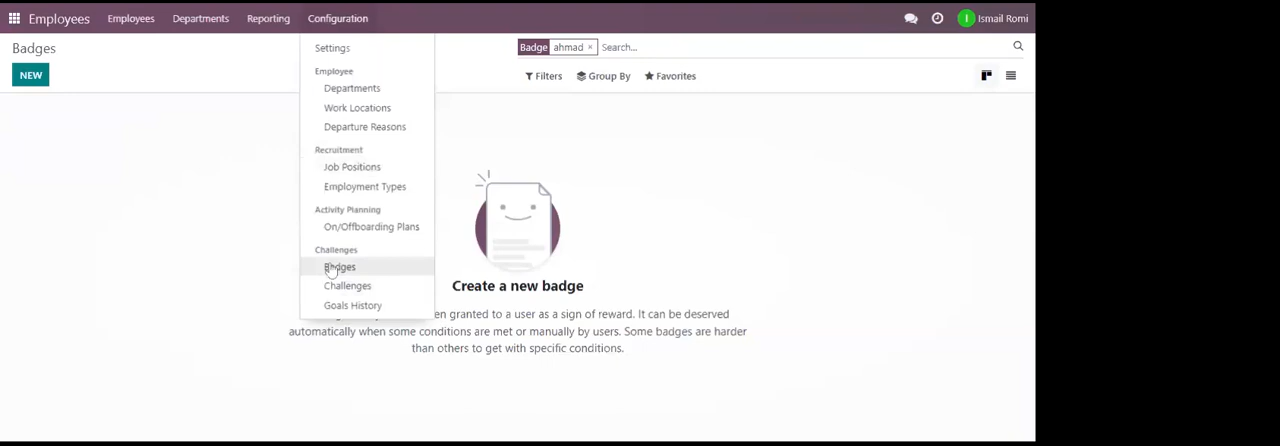 Employees Employees Departments Reporting Configuration I Ismail Romi
Badges
Badge ahmad × Search...
NEW
Filters Group By Favorites
Settings
Employee
Departments
Work Locations
Departure Reasons
Recruitment
Job Positions
Employment Types
Activity Planning
On/Offboarding Plans
Challenges
Badges
Challenges
Goals History
Create a new badge
granted to a user as a sign of reward. It can be deserved
automatically when some conditions are met or manually by users. Some badges are harder
than others to get with specific conditions.